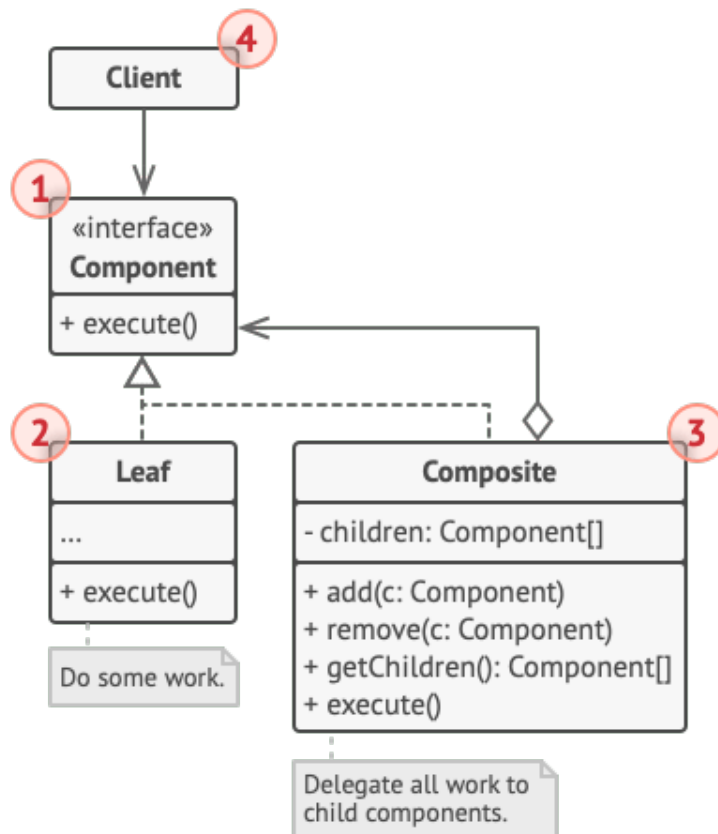 4
Client
1
«interface»
Component
+ execute()
2
Leaf
...
+ execute()
Do some work.
3
Composite
- children: Component[]
+ add(c: Component)
+ remove(c: Component)
+ getChildren(): Component[]
+ execute()
Delegate all work to
child components.